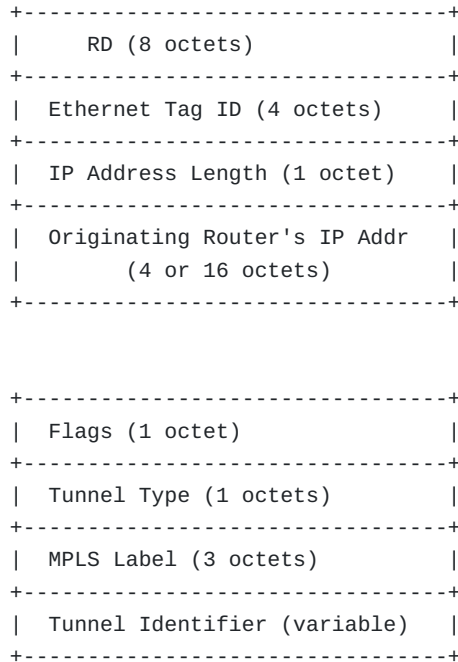 +---------------------------------+
|      RD (8 octets)              |
+---------------------------------+
|  Ethernet Tag ID (4 octets)     |
+---------------------------------+
|  IP Address Length (1 octet)    |
+---------------------------------+
|  Originating Router's IP Addr   |
|        (4 or 16 octets)         |
+---------------------------------+
+---------------------------------+
|  Flags (1 octet)                |
+---------------------------------+
|  Tunnel Type (1 octets)         |
+---------------------------------+
|  MPLS Label (3 octets)          |
+---------------------------------+
|  Tunnel Identifier (variable)   |
+---------------------------------+